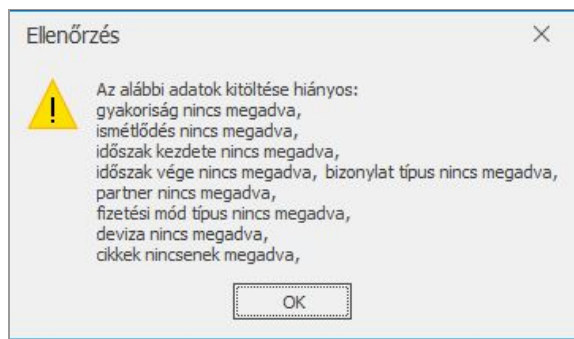 Ellenőrzés
Az alábbi adatok kitöltése hiányos:
gyakoriság nincs megadva,
ismétlődés nincs megadva,
időszak kezdete nincs megadva,
időszak vége nincs megadva, bizonylat típus nincs megadva,
partner nincs megadva,
fizetési mód típus nincs megadva,
deviza nincs megadva,
cikkek nincsenek megadva,
OK